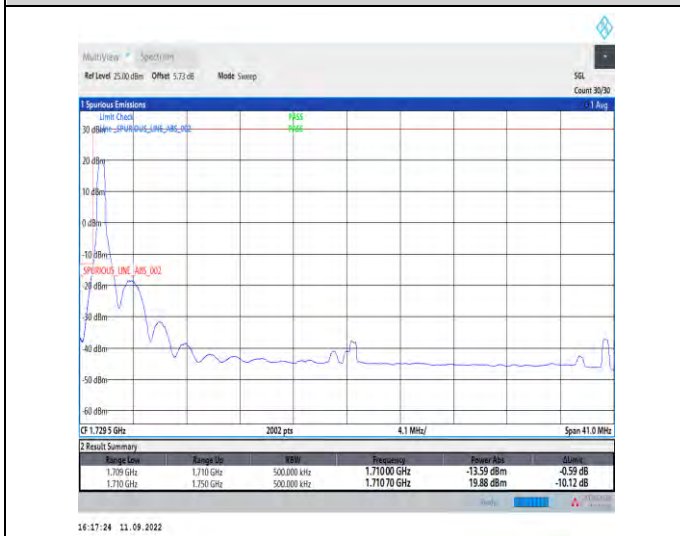 MultiView Spectrum
Ref Level 25.00 dBm Offset 5.73 dB Mode Sweep SGL
Count 30/30
1 Spurious Emissions 1 Avg
Limit Check PASS
30 dBm Line _SPURIOUS_LINE_ABS_002 PASS
20 dBm
10 dBm
0 dBm
-10 dBm
_SPURIOUS_LINE_ABS_002
-20 dBm
-30 dBm
-40 dBm
-50 dBm
-60 dBm
CF 1.729 5 GHz 2002 pts 4.1 MHz/ Span 41.0 MHz
2 Result Summary
Range Low Range Up RBW Frequency Power Abs ΔLimit
1.709 GHz 1.710 GHz 500.000 kHz 1.710 00 GHz -13.59 dBm -0.59 dB
1.710 GHz 1.750 GHz 500.000 kHz 1.710 70 GHz 19.88 dBm -10.12 dB
Ready
16:17:24 11.09.2022